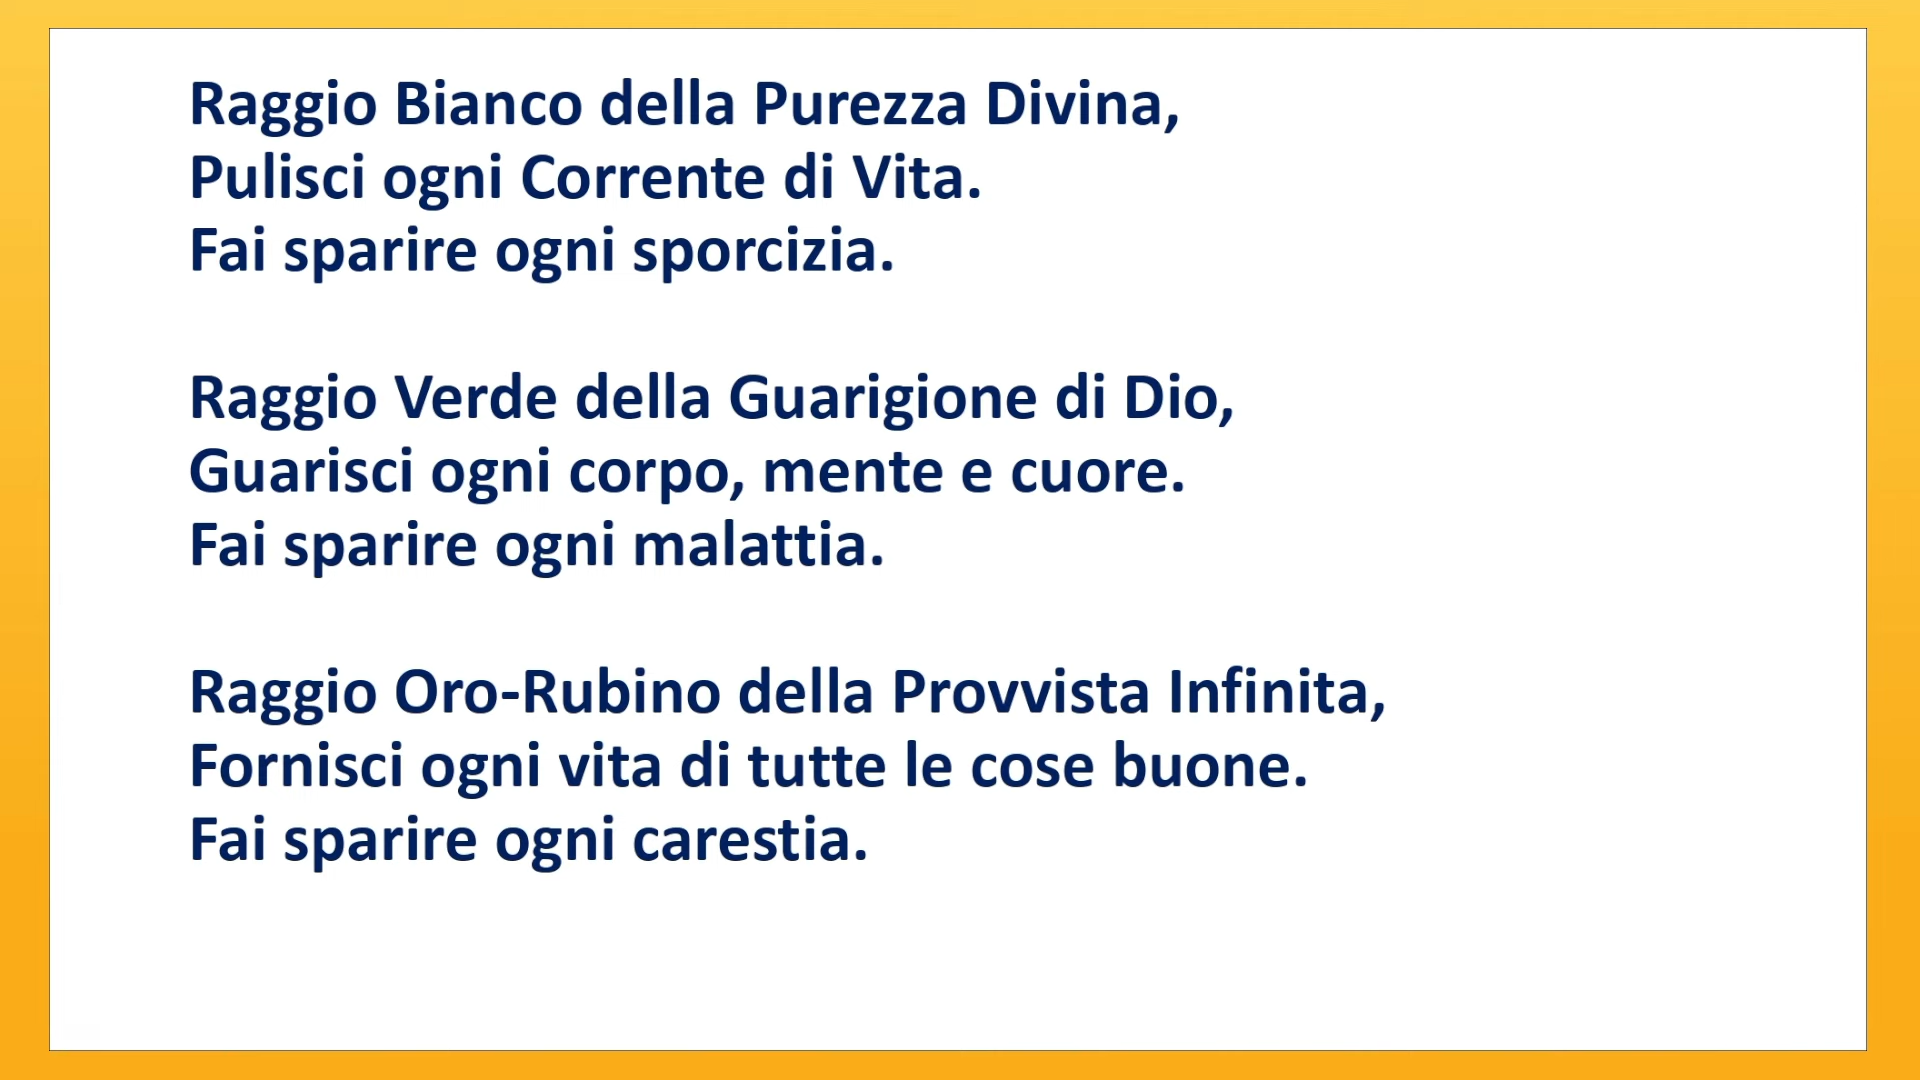 Raggio Bianco della Purezza Divina,
Pulisci ogni Corrente di Vita.
Fai sparire ogni sporcizia.
Raggio Verde della Guarigione di Dio,
Guarisci ogni corpo, mente e cuore.
Fai sparire ogni malattia.
Raggio Oro-Rubino della Provvista Infinita,
Fornisci ogni vita di tutte le cose buone.
Fai sparire ogni carestia.